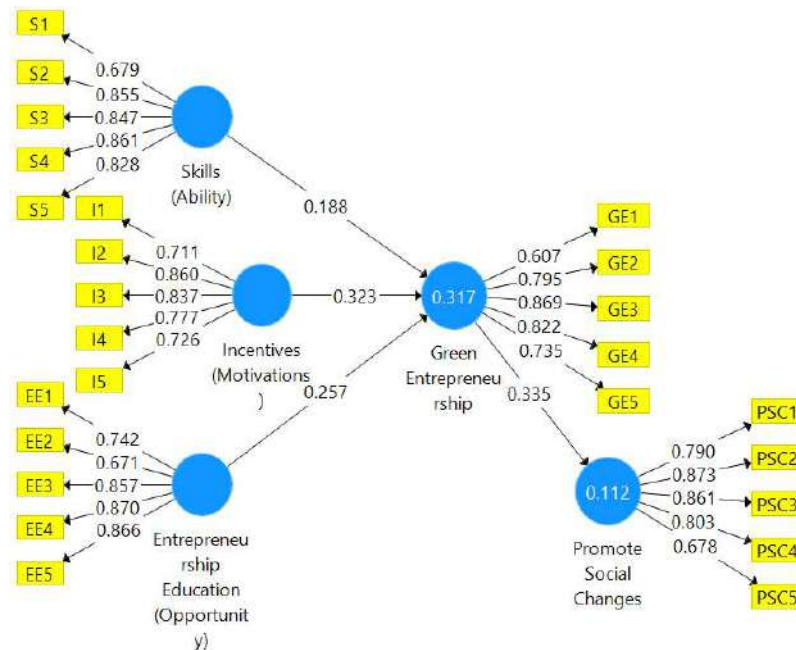 S1
S2
S3
S4
S5
0.679
0.855
0.847
0.861
0.828
Skills
(Ability)
0.188
I1
I2
I3
I4
I5
0.711
0.860
0.837
0.777
0.726
Incentives
(Motivations
)
0.323
EE1
EE2
EE3
EE4
EE5
0.742
0.671
0.857
0.870
0.866
Entrepreneu
rship
Education
(Opportunit
y)
0.257
0.317
Green
Entrepreneu
rship
0.607
0.795
0.869
0.822
0.735
GE1
GE2
GE3
GE4
GE5
0.335
0.112
Promote
Social
Changes
0.790
0.873
0.861
0.803
0.678
PSC1
PSC2
PSC3
PSC4
PSC5